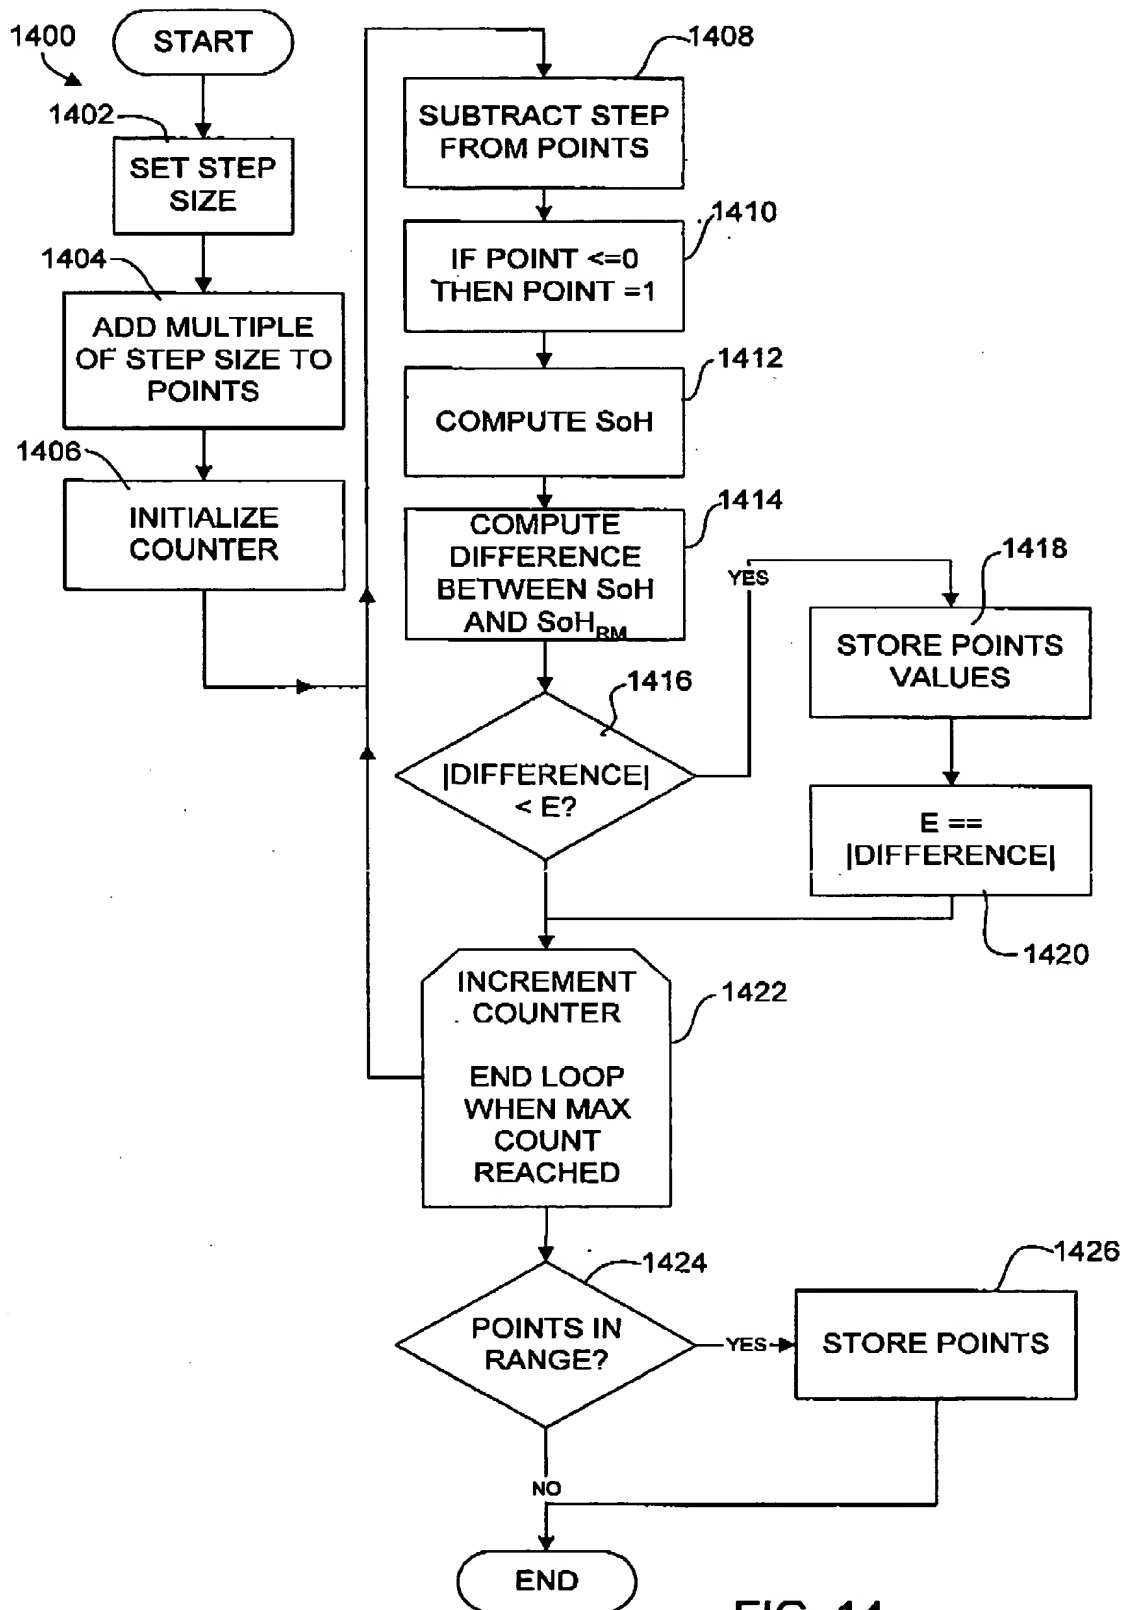 1400
START
1402
SET STEP
SIZE
1404
ADD MULTIPLE
OF STEP SIZE TO
POINTS
1406
INITIALIZE
COUNTER
1408
SUBTRACT STEP
FROM POINTS
1410
IF POINT <=0
THEN POINT =1
1412
COMPUTE SoH
1414
COMPUTE
DIFFERENCE
BETWEEN SoH
AND SoH_RM
1416
|DIFFERENCE|
< E?
YES
1418
STORE POINTS
VALUES
E ==
|DIFFERENCE|
1420
INCREMENT
COUNTER
END LOOP
WHEN MAX
COUNT
REACHED
1422
1424
POINTS IN
RANGE?
YES
1426
STORE POINTS
NO
END
FIG. 14